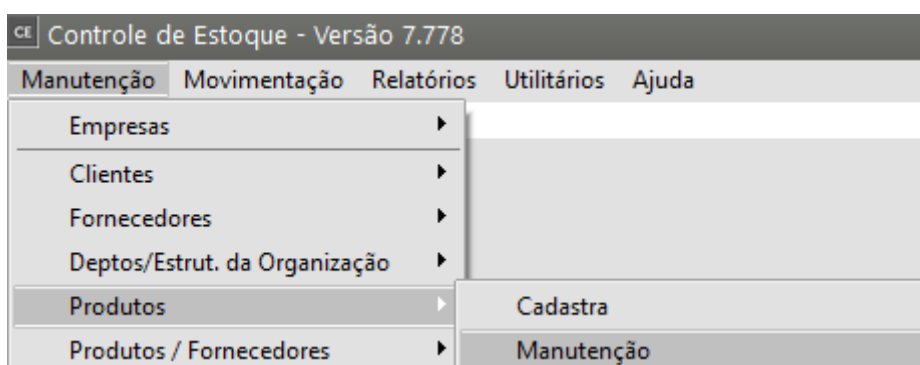 CE Controle de Estoque - Versão 7.778
Manutenção Movimentação Relatórios Utilitários Ajuda
Empresas
Clientes
Fornecedores
Deptos/Estrut. da Organização
Produtos Cadastra
Produtos / Fornecedores Manutenção